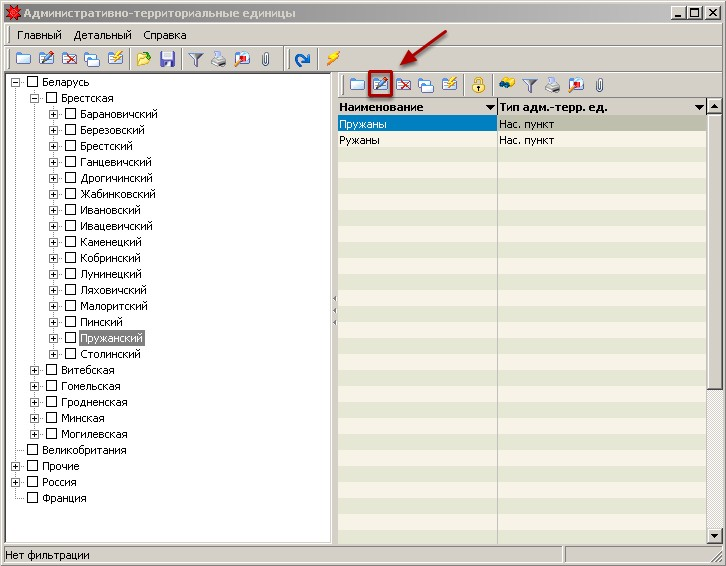 Административно-территориальные единицы
Главный Детальный Справка
Беларусь
Брестская
Барановичский
Березовский
Брестский
Ганцевичский
Дрогичинский
Жабинковский
Ивановский
Ивацевичский
Каменецкий
Кобринский
Лунинецкий
Ляховичский
Малоритский
Пинский
Пружанский
Столинский
Витебская
Гомельская
Гродненская
Минская
Могилевская
Великобритания
Прочие
Россия
Франция
Наименование Тип адм.-терр. ед.
Пружаны Нас. пункт
Ружаны Нас. пункт
Нет фильтрации